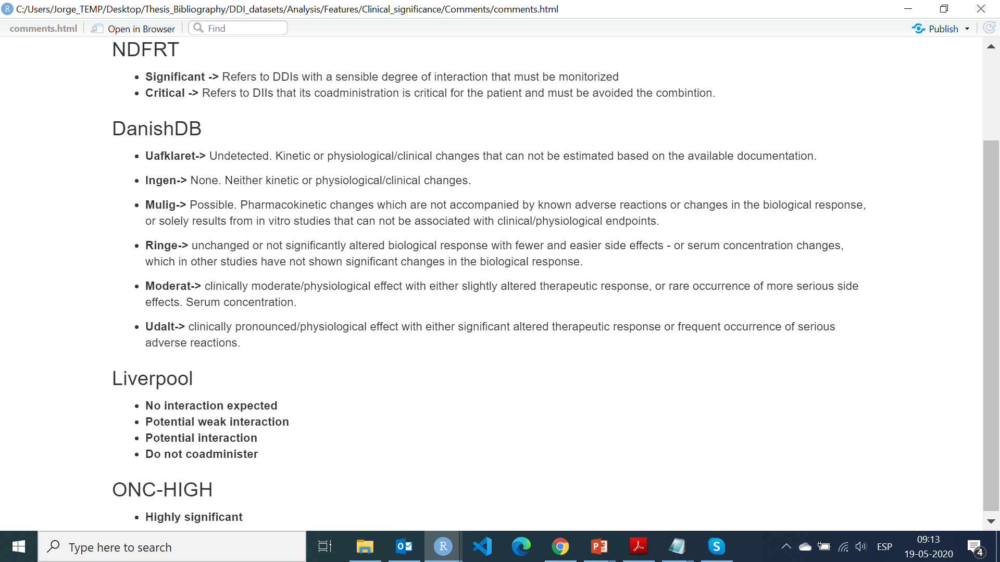 C:/Users/Jorge_TEMP/Desktop/Thesis_Bibliography/DDI_datasets/Analysis/Features/Clinical_significance/Comments/comments.html
comments.html Open in Browser Find Publish
NDFRT
Significant -> Refers to DDIs with a sensible degree of interaction that must be monitorized
Critical -> Refers to DIIs that its coadministration is critical for the patient and must be avoided the combintion.
DanishDB
Uafklaret-> Undetected. Kinetic or physiological/clinical changes that can not be estimated based on the available documentation.
Ingen-> None. Neither kinetic or physiological/clinical changes.
Mulig-> Possible. Pharmacokinetic changes which are not accompanied by known adverse reactions or changes in the biological response,
or solely results from in vitro studies that can not be associated with clinical/physiological endpoints.
Ringe-> unchanged or not significantly altered biological response with fewer and easier side effects - or serum concentration changes,
which in other studies have not shown significant changes in the biological response.
Moderat-> clinically moderate/physiological effect with either slightly altered therapeutic response, or rare occurrence of more serious side
effects. Serum concentration.
Udalt-> clinically pronounced/physiological effect with either significant altered therapeutic response or frequent occurrence of serious
adverse reactions.
Liverpool
No interaction expected
Potential weak interaction
Potential interaction
Do not coadminister
ONC-HIGH
Highly significant
Type here to search
ESP
09:13
19-05-2020
4